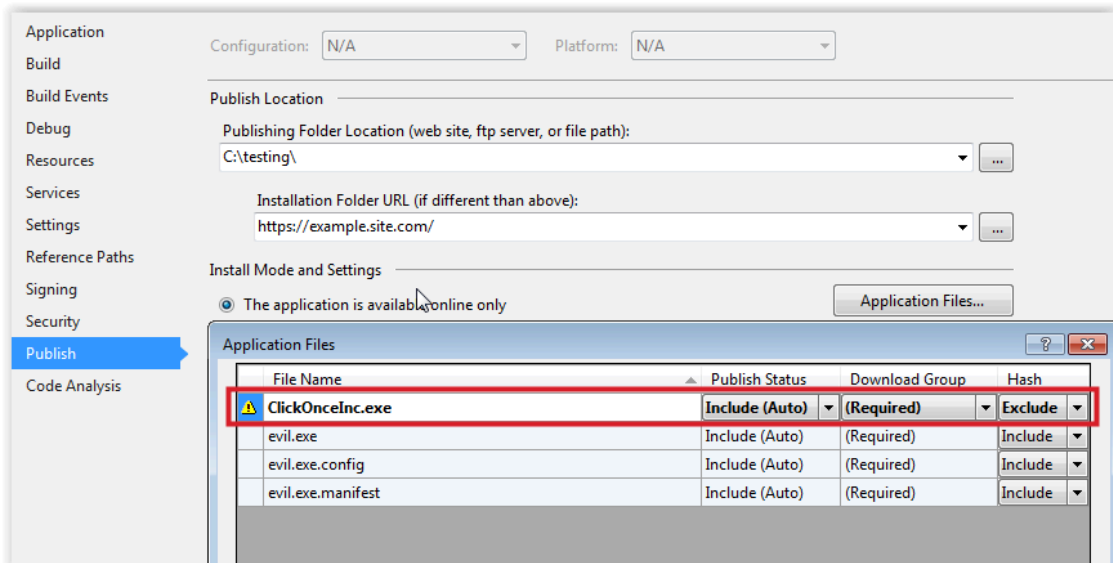 Application
Configuration: N/A Platform: N/A
Build
Build Events
Publish Location
Debug
Publishing Folder Location (web site, ftp server, or file path):
Resources
C:\testing\ ...
Services
Installation Folder URL (if different than above):
Settings
https://example.site.com/ ...
Reference Paths
Install Mode and Settings
Signing
The application is available online only Application Files...
Security
Application Files ?
Publish
File Name Publish Status Download Group Hash
Code Analysis
ClickOnceInc.exe Include (Auto) (Required) Exclude
evil.exe Include (Auto) (Required) Include
evil.exe.config Include (Auto) (Required) Include
evil.exe.manifest Include (Auto) (Required) Include